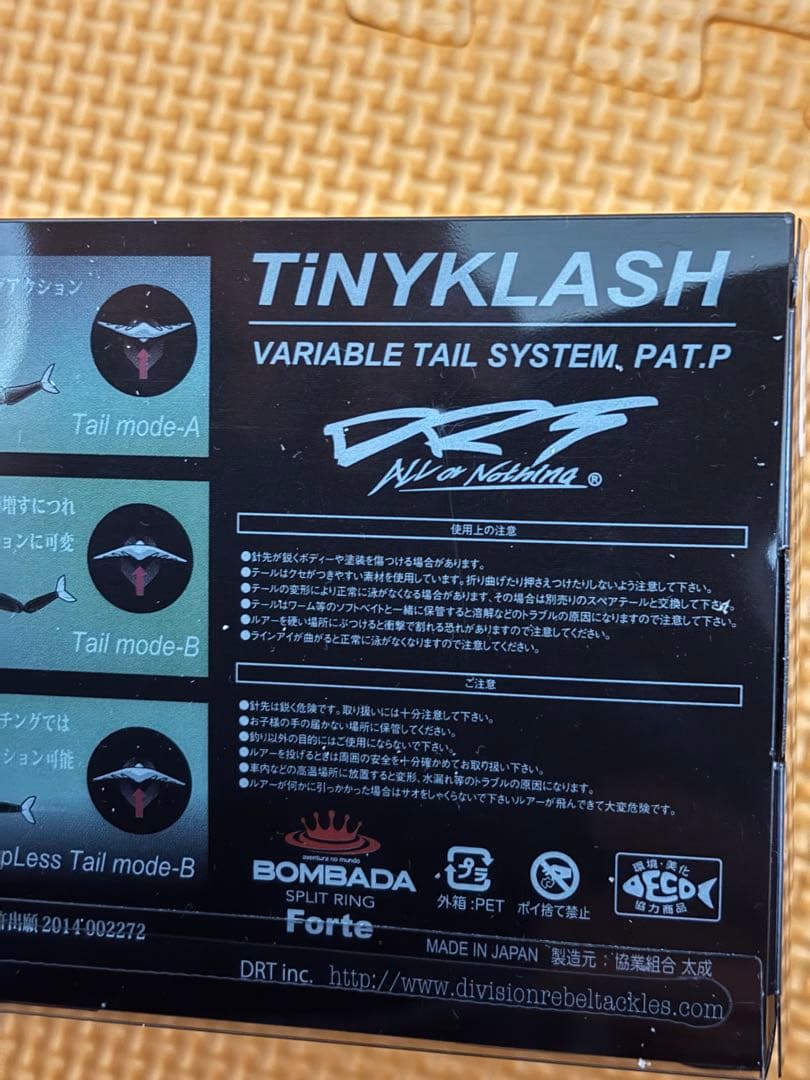 アクション
Tail mode-A
増すにつれ
ョンに可変
Tail mode-B
チングでは
ション可能
pLess Tail mode-B
許出願 2014 002272
TiNYKLASH
VARIABLE TAIL SYSTEM, PAT.P
DRT
All or Nothing ®
使用上の注意
●針先が鋭くボディーや塗装を傷つける場合があります。
●テールはクセがつきやすい素材を使用しています。折り曲げたり押さえつけたりしないよう注意して下さい。
●テールの変形により正常に泳がなくなる場合があります、その場合は別売りのスペアテールと交換して下さい。
●テールはワーム等のソフトベイトと一緒に保管すると溶解などのトラブルの原因になりますので注意して下さい。
●ルアーを硬い場所にぶつけると衝撃で割れる恐れがありますので注意してください。
●ラインアイが曲がると正常に泳がなくなりますので注意してください。
ご注意
●針先は鋭く危険です。取り扱いには十分注意して下さい。
●お子様の手の届かない場所に保管してください。
●釣り以外の目的にはご使用にならないで下さい。
●ルアーを投げるときは周囲の安全を十分確かめてお取り扱い下さい。
●車内などの高温場所に放置すると変形、水漏れ等のトラブルの原因になります。
●ルアーが何かに引っかかった場合はサオをしゃくらないで下さいルアーが飛んできて大変危険です。
aventura no mundo
BOMBADA
SPLIT RING
Forte
プラ
外箱:PET
ポイ捨て禁止
環境・美化
DECO
協力商品
MADE IN JAPAN 製造元:協業組合 太成
DRT inc. http://www.divisionrebeltackles.com